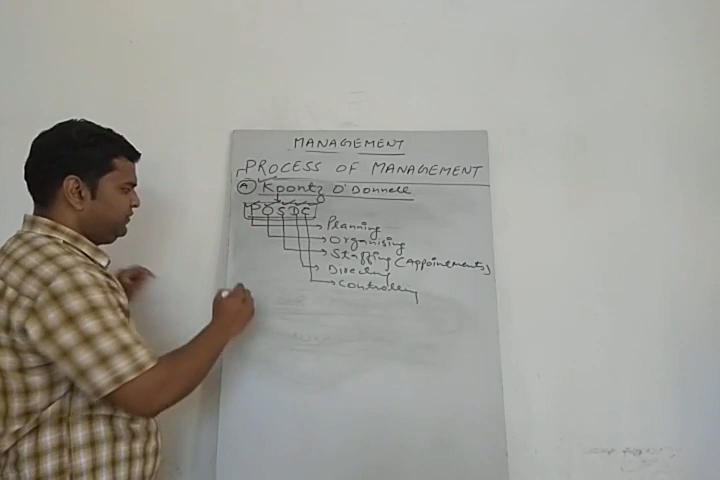 MANAGEMENT
PROCESS OF MANAGEMENT
A Koontz O'Donnell
POSDC
Planning
Organising
Staffing (Appointments)
Directing
Controlling